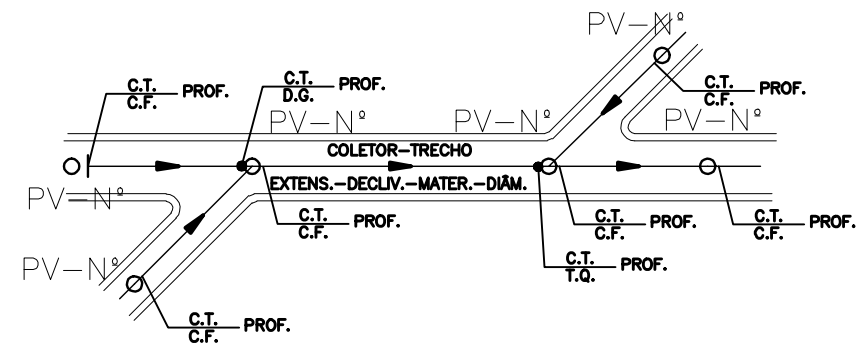 PV-Nº
C.T.
C.F.
PROF.
C.T.
D.G.
PROF.
C.T.
C.F.
PROF.
PV-Nº
PV-Nº
PV-Nº
COLETOR-TRECHO
EXTENS.-DECLIV.-MATER.-DIÂM.
PV-Nº
C.T.
C.F.
PROF.
C.T.
C.F.
PROF.
C.T.
C.F.
PROF.
PV-Nº
C.T.
T.Q.
PROF.
C.T.
C.F.
PROF.